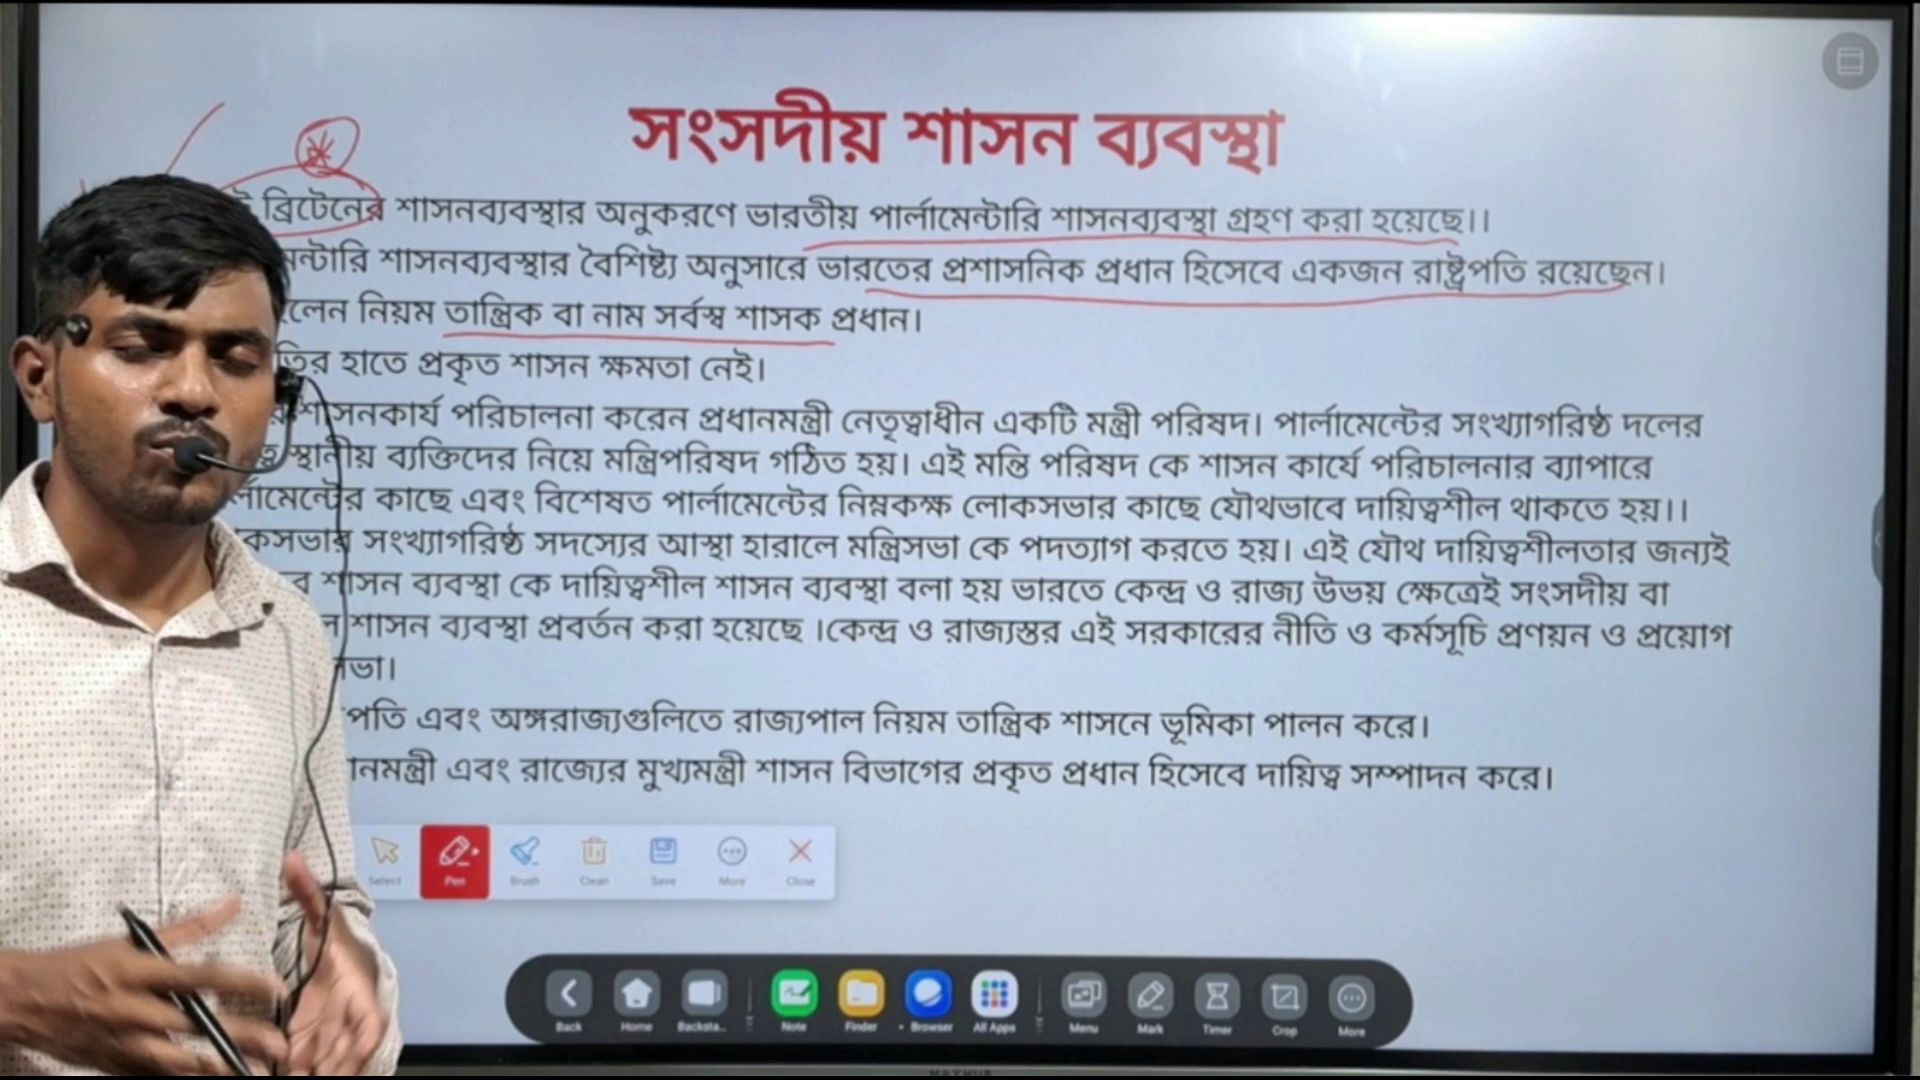 সংসদীয় শাসন ব্যবস্থা
ব্রিটেনের শাসনব্যবস্থার অনুকরণে ভারতীয় পার্লামেন্টারি শাসনব্যবস্থা গ্রহণ করা হয়েছে।।
শাসনব্যবস্থার বৈশিষ্ট্য অনুসারে ভারতের প্রশাসনিক প্রধান হিসেবে একজন রাষ্ট্রপতি রয়েছেন।
নিয়ম তান্ত্রিক বা নাম সর্বস্ব শাসক প্রধান।
হাতে প্রকৃত শাসন ক্ষমতা নেই।
শাসনকার্য পরিচালনা করেন প্রধানমন্ত্রী নেতৃত্বাধীন একটি মন্ত্রী পরিষদ। পার্লামেন্টের সংখ্যাগরিষ্ঠ দলের
স্থানীয় ব্যক্তিদের নিয়ে মন্ত্রিপরিষদ গঠিত হয়। এই মন্তি পরিষদ কে শাসন কার্যে পরিচালনার ব্যাপারে
কাছে এবং বিশেষত পার্লামেন্টের নিম্নকক্ষ লোকসভার কাছে যৌথভাবে দায়িত্বশীল থাকতে হয়।।
সংখ্যাগরিষ্ঠ সদস্যের আস্থা হারালে মন্ত্রিসভা কে পদত্যাগ করতে হয়। এই যৌথ দায়িত্বশীলতার জন্যই
শাসন ব্যবস্থা কে দায়িত্বশীল শাসন ব্যবস্থা বলা হয় ভারতে কেন্দ্র ও রাজ্য উভয় ক্ষেত্রেই সংসদীয় বা
শাসন ব্যবস্থা প্রবর্তন করা হয়েছে ।কেন্দ্র ও রাজ্যস্তর এই সরকারের নীতি ও কর্মসূচি প্রণয়ন ও প্রয়োগ
এবং অঙ্গরাজ্যগুলিতে রাজ্যপাল নিয়ম তান্ত্রিক শাসনে ভূমিকা পালন করে।
এবং রাজ্যের মুখ্যমন্ত্রী শাসন বিভাগের প্রকৃত প্রধান হিসেবে দায়িত্ব সম্পাদন করে।
Select Pen Brush Clean Save More Close
Back Home Backsta... Note Finder Browser All Apps Menu Mark Timer Crop More